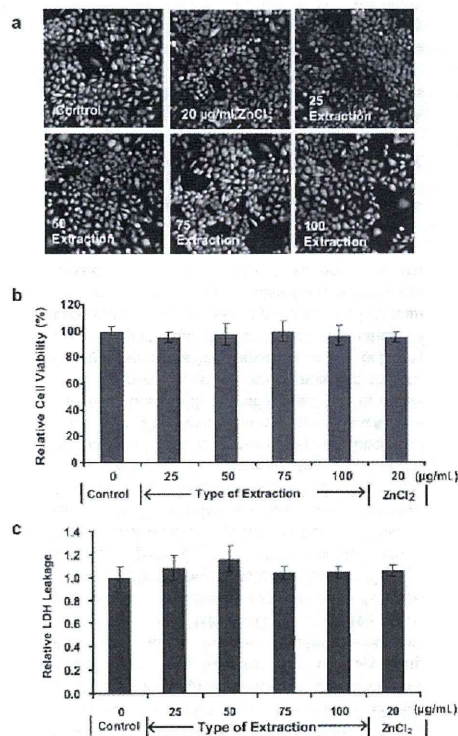 a
Control
20 µg/ml ZnCl2
25
Extraction
50
Extraction
75
Extraction
100
Extraction
b
Relative Cell Viability (%)
120
100
80
60
40
20
0
0 25 50 75 100 20 (µg/mL)
Control Type of Extraction ZnCl2
c
Relative LDH Leakage
1.4
1.2
1.0
0.8
0.6
0.4
0.2
0.0
0 25 50 75 100 20 (µg/mL)
Control Type of Extraction ZnCl2